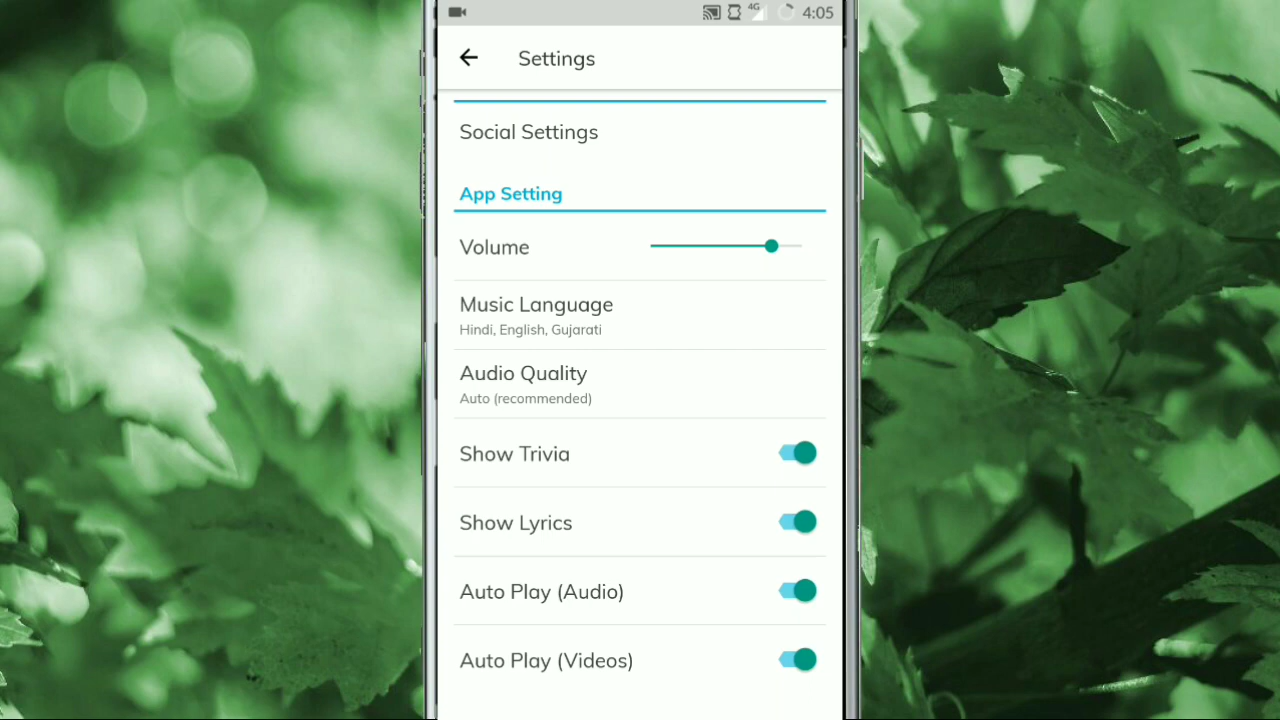 4G 4:05
Settings
Social Settings
App Setting
Volume
Music Language
Hindi, English, Gujarati
Audio Quality
Auto (recommended)
Show Trivia
Show Lyrics
Auto Play (Audio)
Auto Play (Videos)